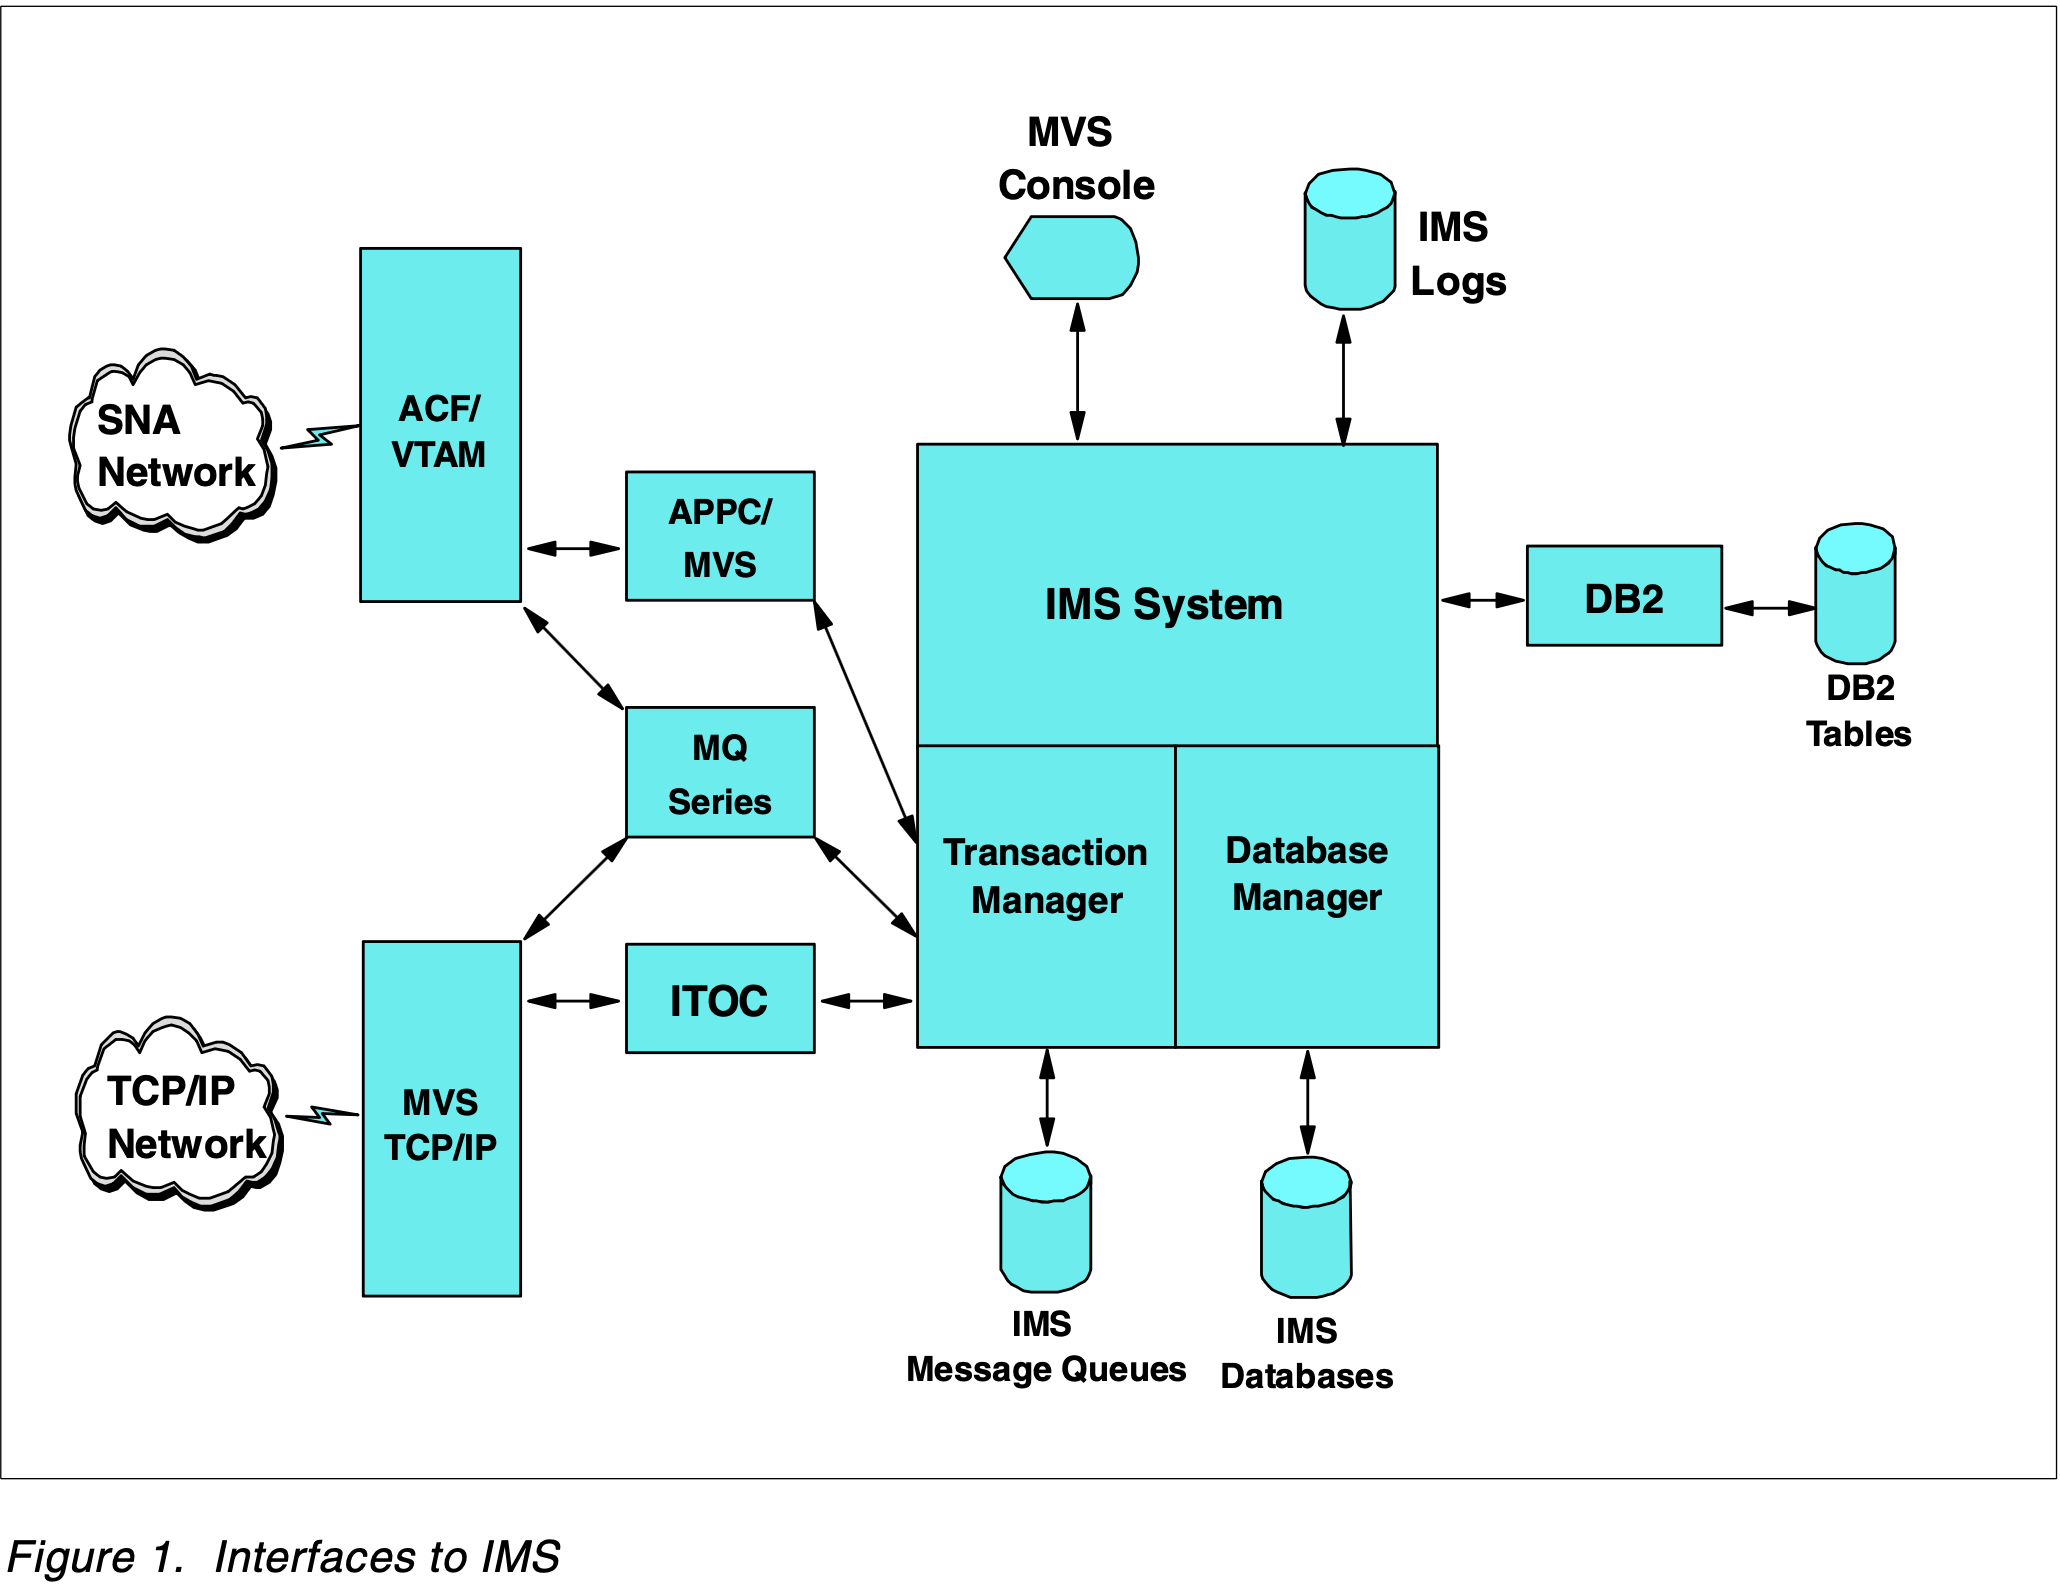 MVS
Console
IMS
Logs
ACF/
VTAM
SNA
Network
APPC/
MVS
IMS System
DB2
DB2
Tables
MQ
Series
Transaction
Manager
Database
Manager
ITOC
TCP/IP
Network
MVS
TCP/IP
IMS
Message Queues
IMS
Databases
Figure 1. Interfaces to IMS